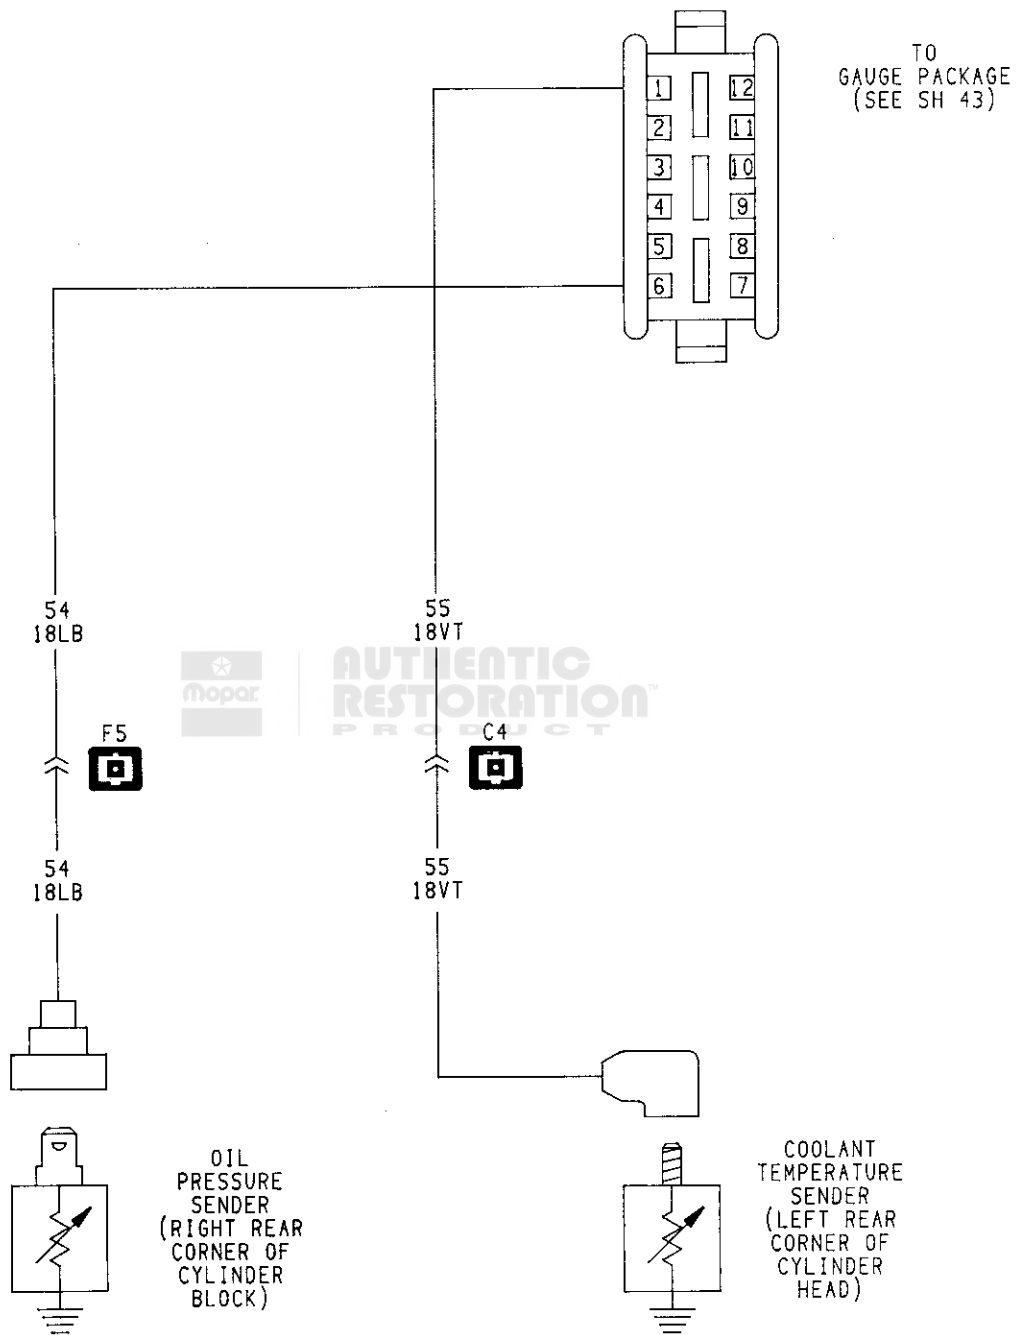 TO
GAUGE PACKAGE
(SEE SH 43)
1 12
2 11
3 10
4 9
5 8
6 7
54
18LB
55
18VT
Mopar
AUTHENTIC
RESTORATION™
PRODUCT
F5
C4
54
18LB
55
18VT
OIL
PRESSURE
SENDER
(RIGHT REAR
CORNER OF
CYLINDER
BLOCK)
COOLANT
TEMPERATURE
SENDER
(LEFT REAR
CORNER OF
CYLINDER
HEAD)